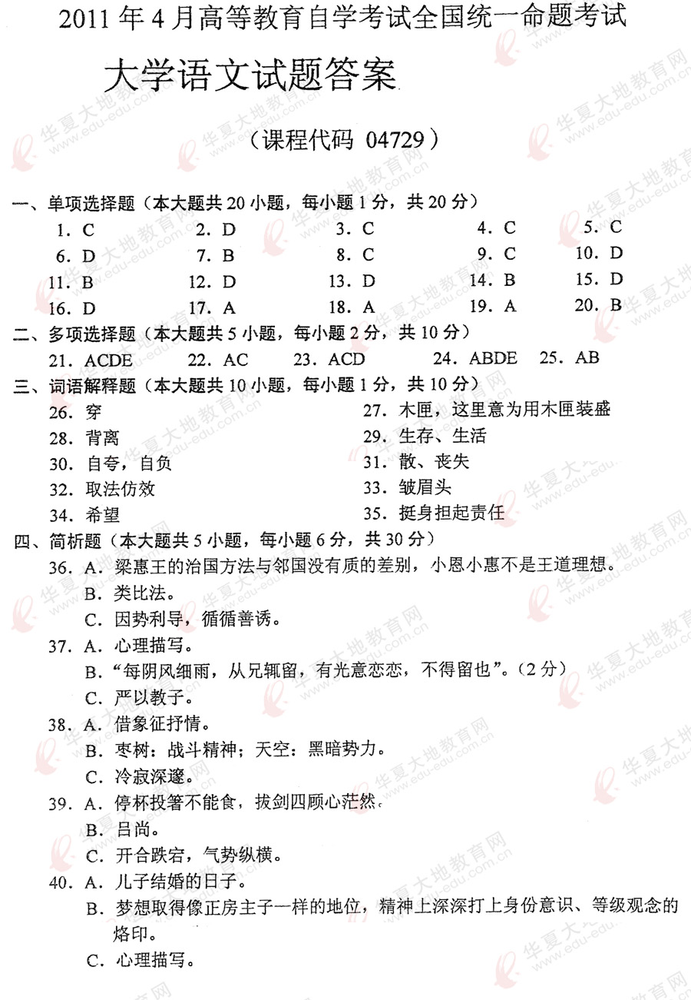 2011 年 4 月高等教育自学考试全国统一命题考试
大学语文试题答案
（课程代码 04729）
一、单项选择题（本大题共 20 小题，每小题 1 分，共 20 分）
1．C 2．D 3．C 4．C 5．C
6．D 7．B 8．C 9．C 10．D
11．B 12．D 13．D 14．B 15．D
16．D 17．A 18．A 19．A 20．B
二、多项选择题（本大题共 5 小题，每小题 2 分，共 10 分）
21．ACDE 22．AC 23．ACD 24．ABDE 25．AB
三、词语解释题（本大题共 10 小题，每小题 1 分，共 10 分）
26．穿 27．木匣，这里意为用木匣装盛
28．背离 29．生存、生活
30．自夸，自负 31．散、丧失
32．取法仿效 33．皱眉头
34．希望 35．挺身担起责任
四、简析题（本大题共 5 小题，每小题 6 分，共 30 分）
36．A．梁惠王的治国方法与邻国没有质的差别，小恩小惠不是王道理想。
B．类比法。
C．因势利导，循循善诱。
37．A．心理描写。
B．“每阴风细雨，从兄辄留，有光意恋恋，不得留也”。（2 分）
C．严以教子。
38．A．借象征抒情。
B．枣树：战斗精神；天空：黑暗势力。
C．冷寂深邃。
39．A．停杯投箸不能食，拔剑四顾心茫然。
B．吕尚。
C．开合跌宕，气势纵横。
40．A．儿子结婚的日子。
B．梦想取得像正房主子一样的地位，精神上深深打上身份意识、等级观念的
烙印。
C．心理描写。
华夏大地教育网
www.edu-edu.com.cn